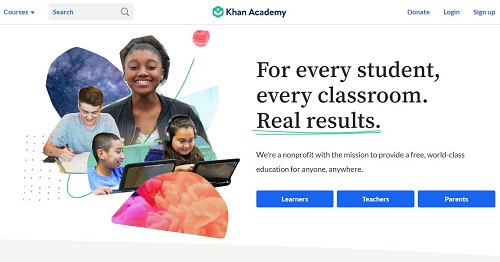 Courses Search Khan Academy Donate Login Sign up
For every student,
every classroom.
Real results.
We're a nonprofit with the mission to provide a free, world-class
education for anyone, anywhere.
Learners Teachers Parents